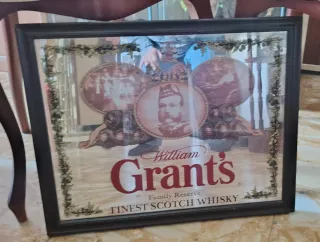 William
Grant's
Family Reserve
FINEST SCOTCH WHISKY